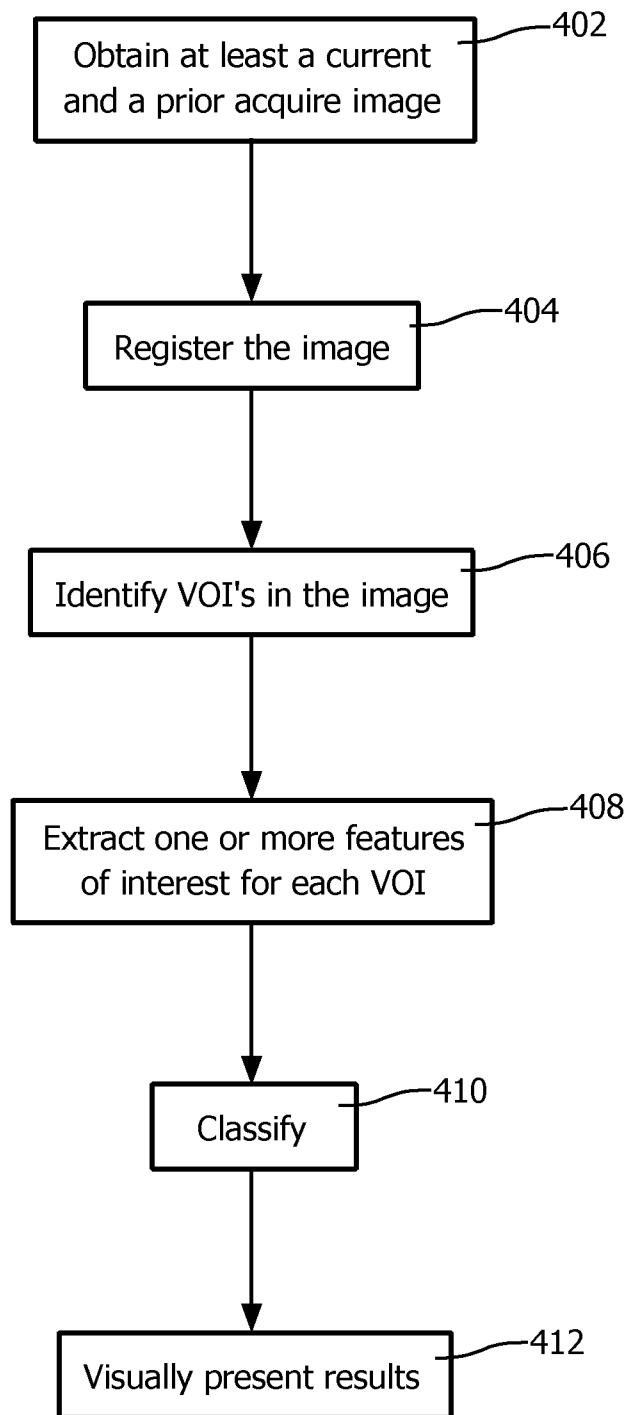 402
Obtain at least a current
and a prior acquire image
404
Register the image
406
Identify VOI's in the image
408
Extract one or more features
of interest for each VOI
410
Classify
412
Visually present results